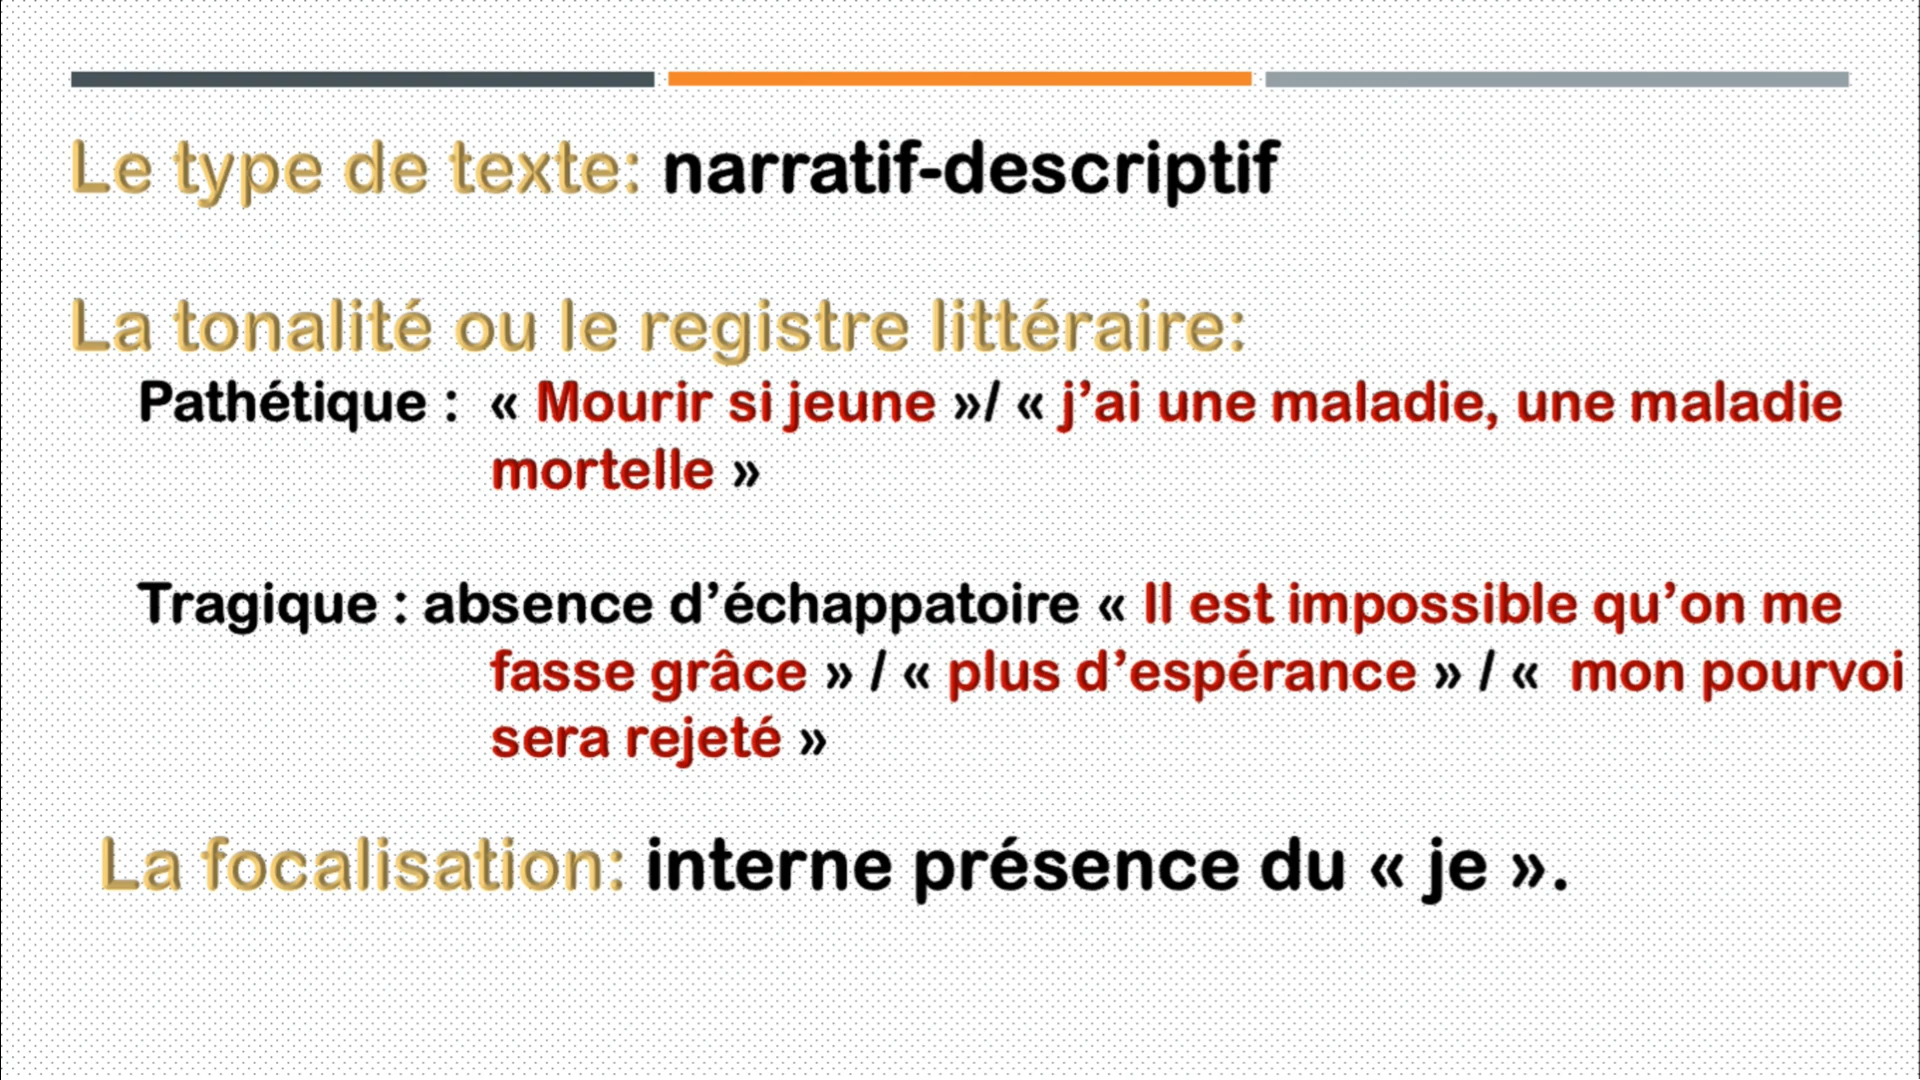 Le type de texte: narratif-descriptif
La tonalité ou le registre littéraire:
Pathétique : « Mourir si jeune »/ « j’ai une maladie, une maladie
mortelle »
Tragique : absence d’échappatoire « Il est impossible qu’on me
fasse grâce » / « plus d’espérance » / « mon pourvoi
sera rejeté »
La focalisation: interne présence du « je ».